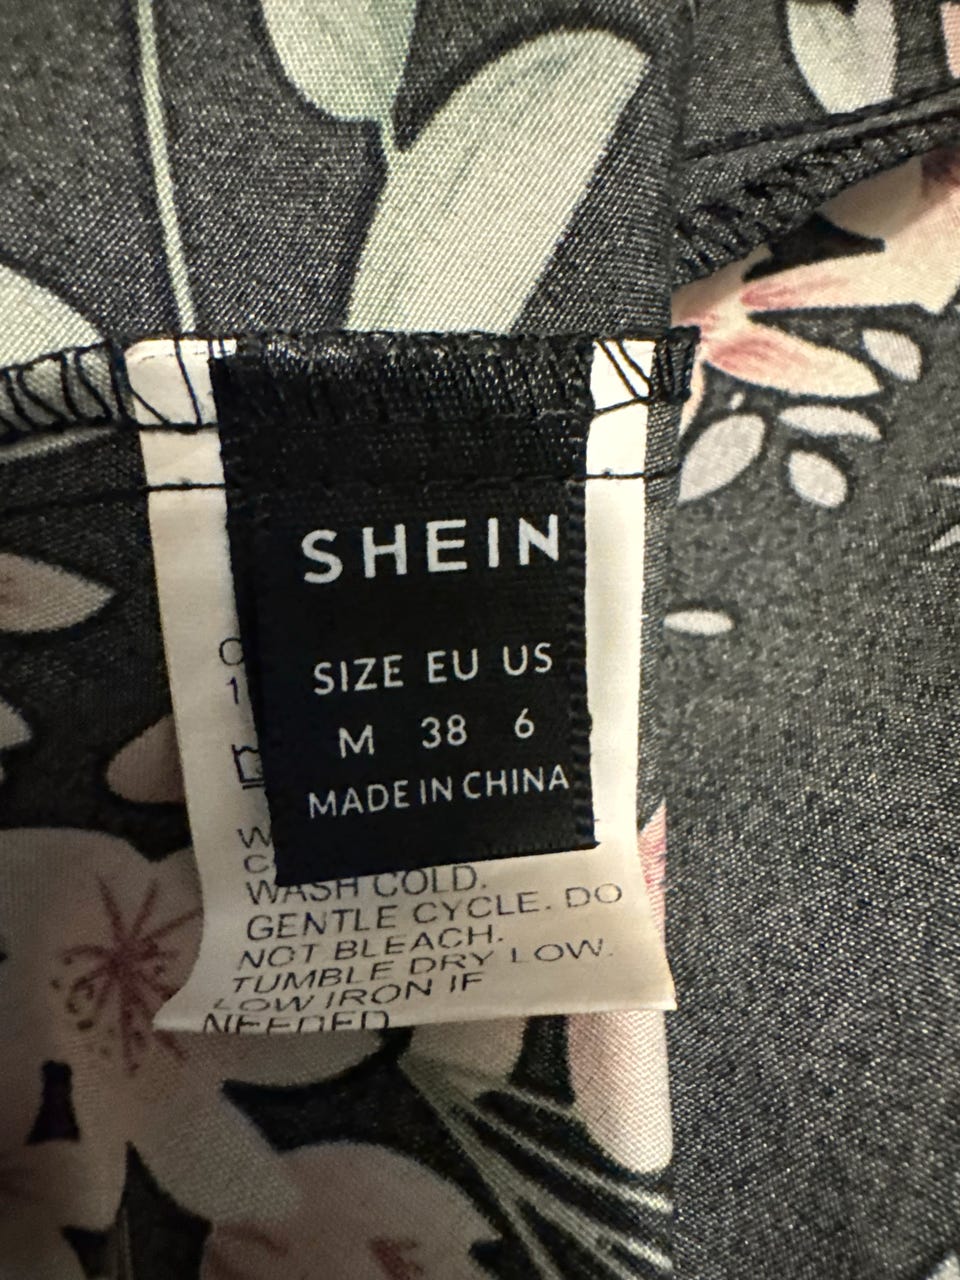 SHEIN
SIZE EU US
M 38 6
MADE IN CHINA
WASH COLD.
GENTLE CYCLE. DO
NOT BLEACH.
TUMBLE DRY LOW.
LOW IRON IF
NEEDED